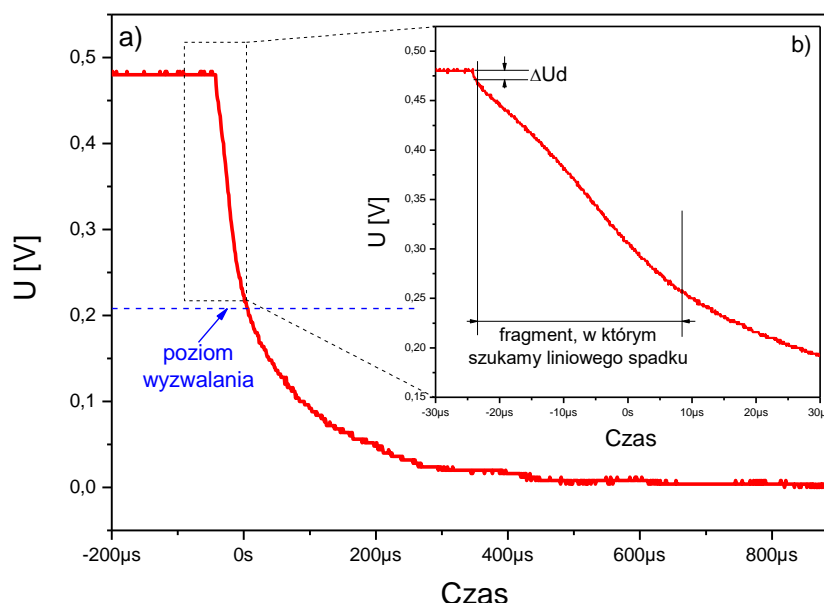 a)
U [V]
0,5
0,4
0,3
0,2
0,1
0,0
poziom
wyzwalania
-200µs
0s
200µs
400µs
600µs
800µs
Czas
b)
U [V]
0,50
0,45
0,40
0,35
0,30
0,25
0,20
0,15
ΔUd
fragment, w którym
szukamy liniowego spadku
-30µs
-20µs
-10µs
0s
10µs
20µs
30µs
Czas